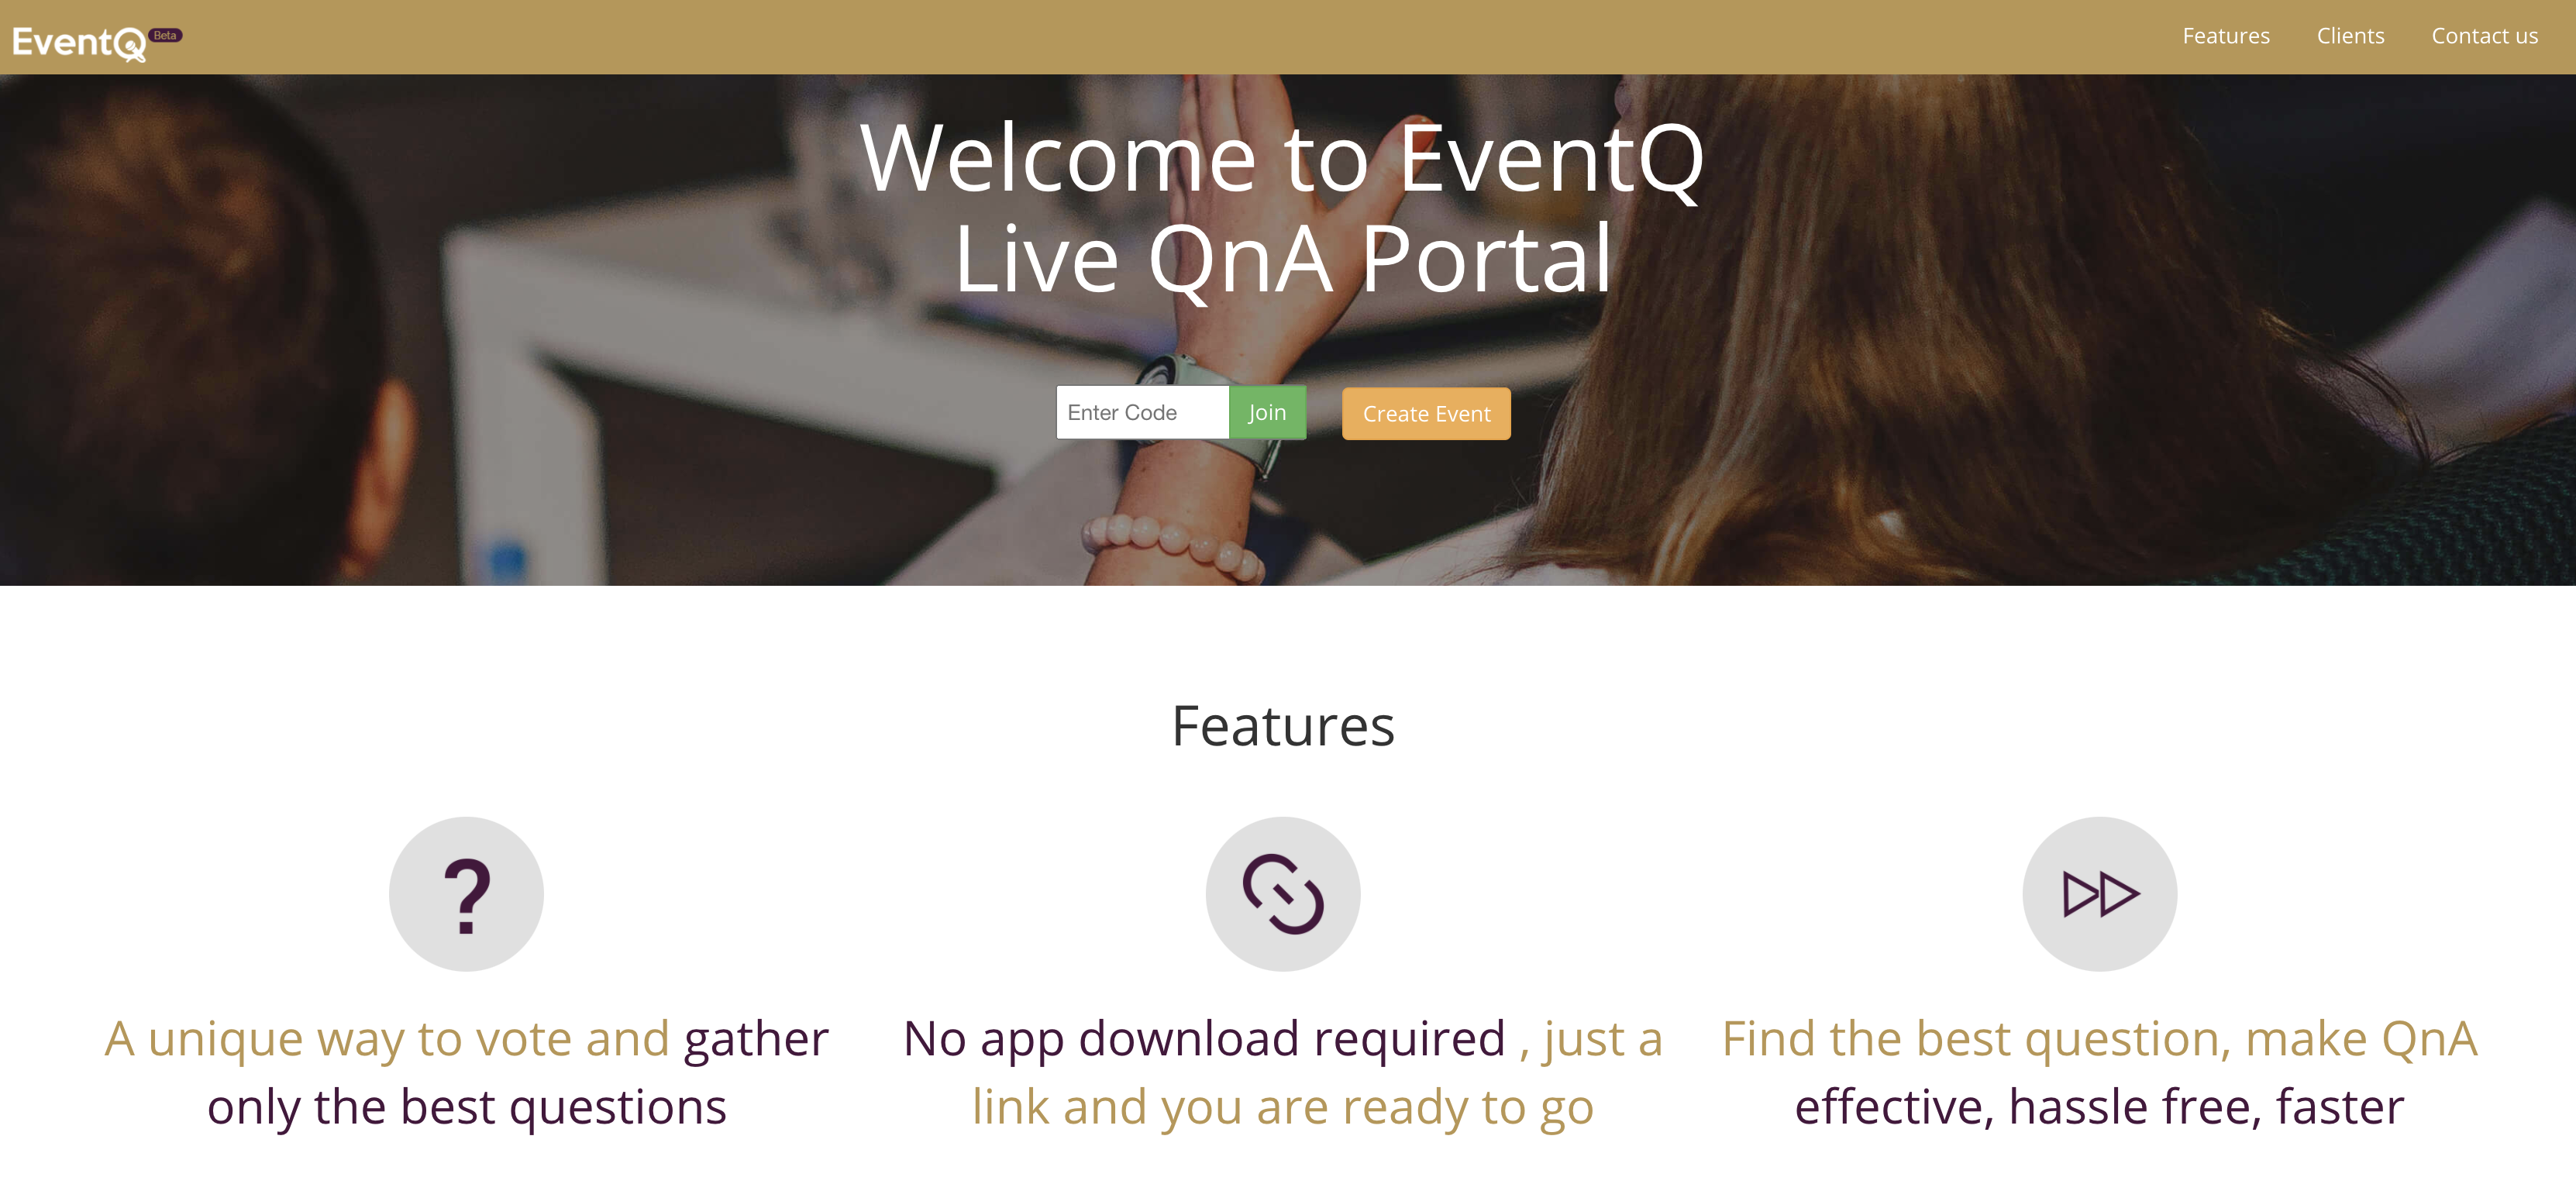 EventQ Beta
Features Clients Contact us
Welcome to EventQ
Live QnA Portal
Enter Code Join Create Event
Features
?
A unique way to vote and gather
only the best questions
No app download required , just a
link and you are ready to go
Find the best question, make QnA
effective, hassle free, faster